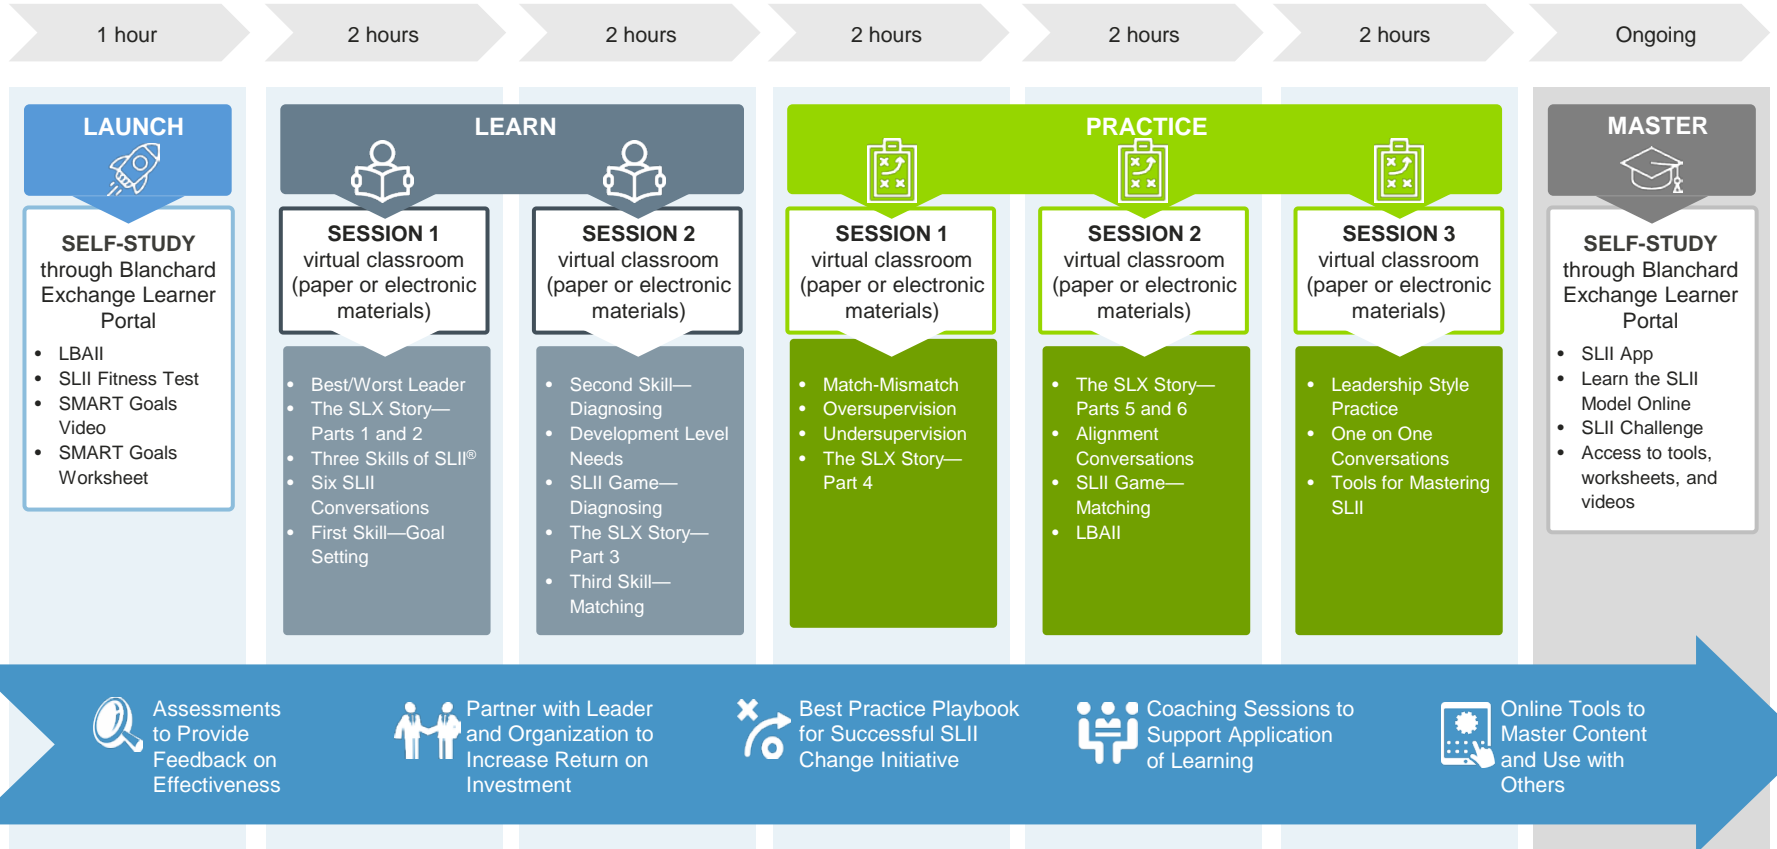 1 hour
2 hours
2 hours
2 hours
2 hours
2 hours
Ongoing
LAUNCH
SELF-STUDY
through Blanchard
Exchange Learner
Portal
• LBAII
• SLII Fitness Test
• SMART Goals
Video
• SMART Goals
Worksheet
LEARN
SESSION 1
virtual classroom
(paper or electronic
materials)
• Best/Worst Leader
• The SLX Story—
Parts 1 and 2
• Three Skills of SLII®
• Six SLII
Conversations
• First Skill—Goal
Setting
SESSION 2
virtual classroom
(paper or electronic
materials)
• Second Skill—
Diagnosing
• Development Level
Needs
• SLII Game—
Diagnosing
• The SLX Story—
Part 3
• Third Skill—
Matching
PRACTICE
SESSION 1
virtual classroom
(paper or electronic
materials)
• Match-Mismatch
• Oversupervision
• Undersupervision
• The SLX Story—
Part 4
SESSION 2
virtual classroom
(paper or electronic
materials)
• The SLX Story—
Parts 5 and 6
• Alignment
Conversations
• SLII Game—
Matching
• LBAII
SESSION 3
virtual classroom
(paper or electronic
materials)
• Leadership Style
Practice
• One on One
Conversations
• Tools for Mastering
SLII
MASTER
SELF-STUDY
through Blanchard
Exchange Learner
Portal
• SLII App
• Learn the SLII
Model Online
• SLII Challenge
• Access to tools,
worksheets, and
videos
Assessments
to Provide
Feedback on
Effectiveness
Partner with Leader
and Organization to
Increase Return on
Investment
Best Practice Playbook
for Successful SLII
Change Initiative
Coaching Sessions to
Support Application
of Learning
Online Tools to
Master Content
and Use with
Others